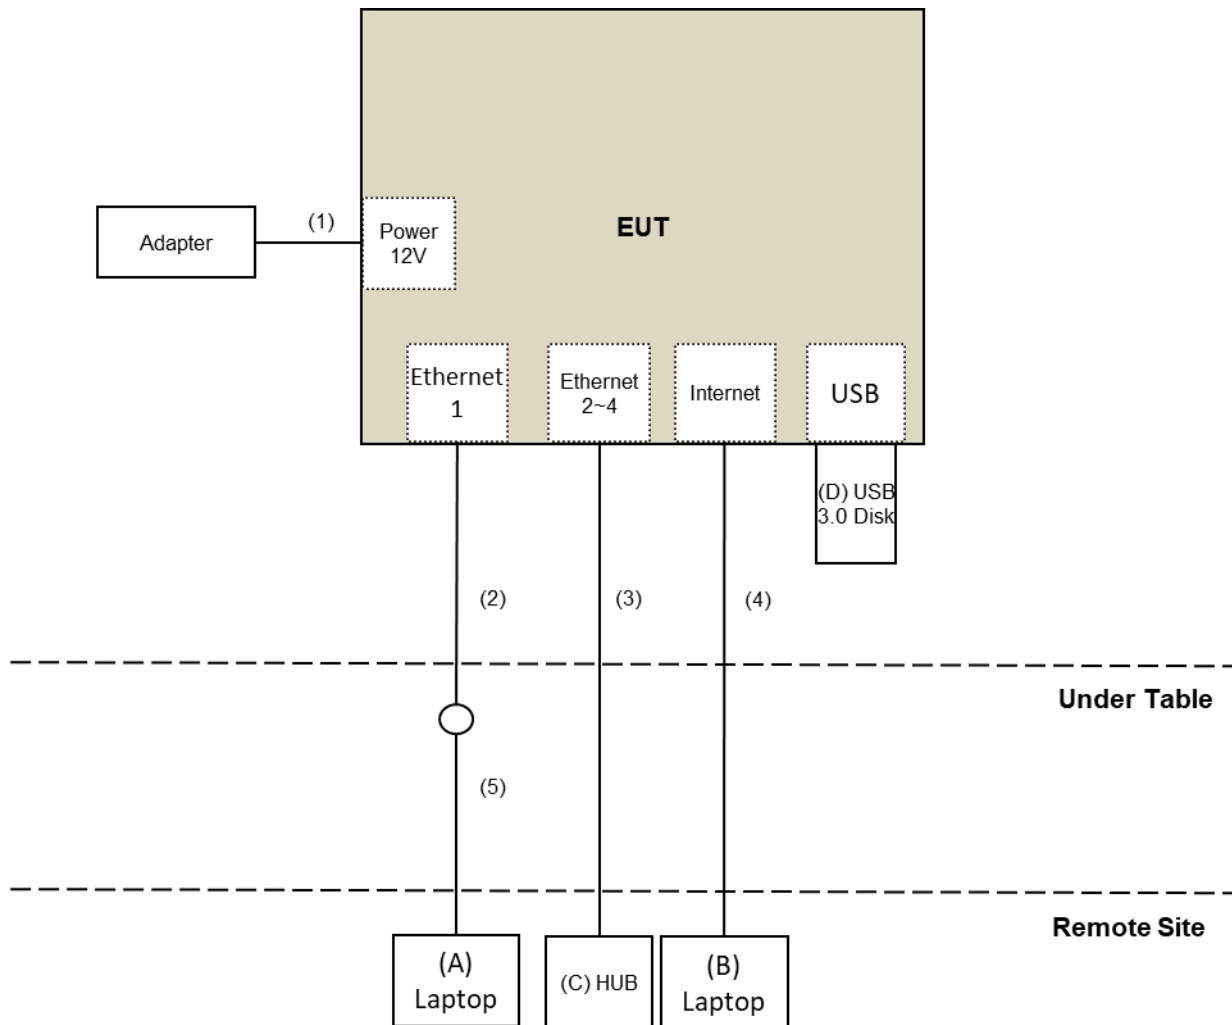 EUT
(1)
Adapter
Power
12V
Ethernet
1
Ethernet
2~4
Internet
USB
(D) USB
3.0 Disk
(2)
(3)
(4)
Under Table
(5)
Remote Site
(A)
Laptop
(C) HUB
(B)
Laptop